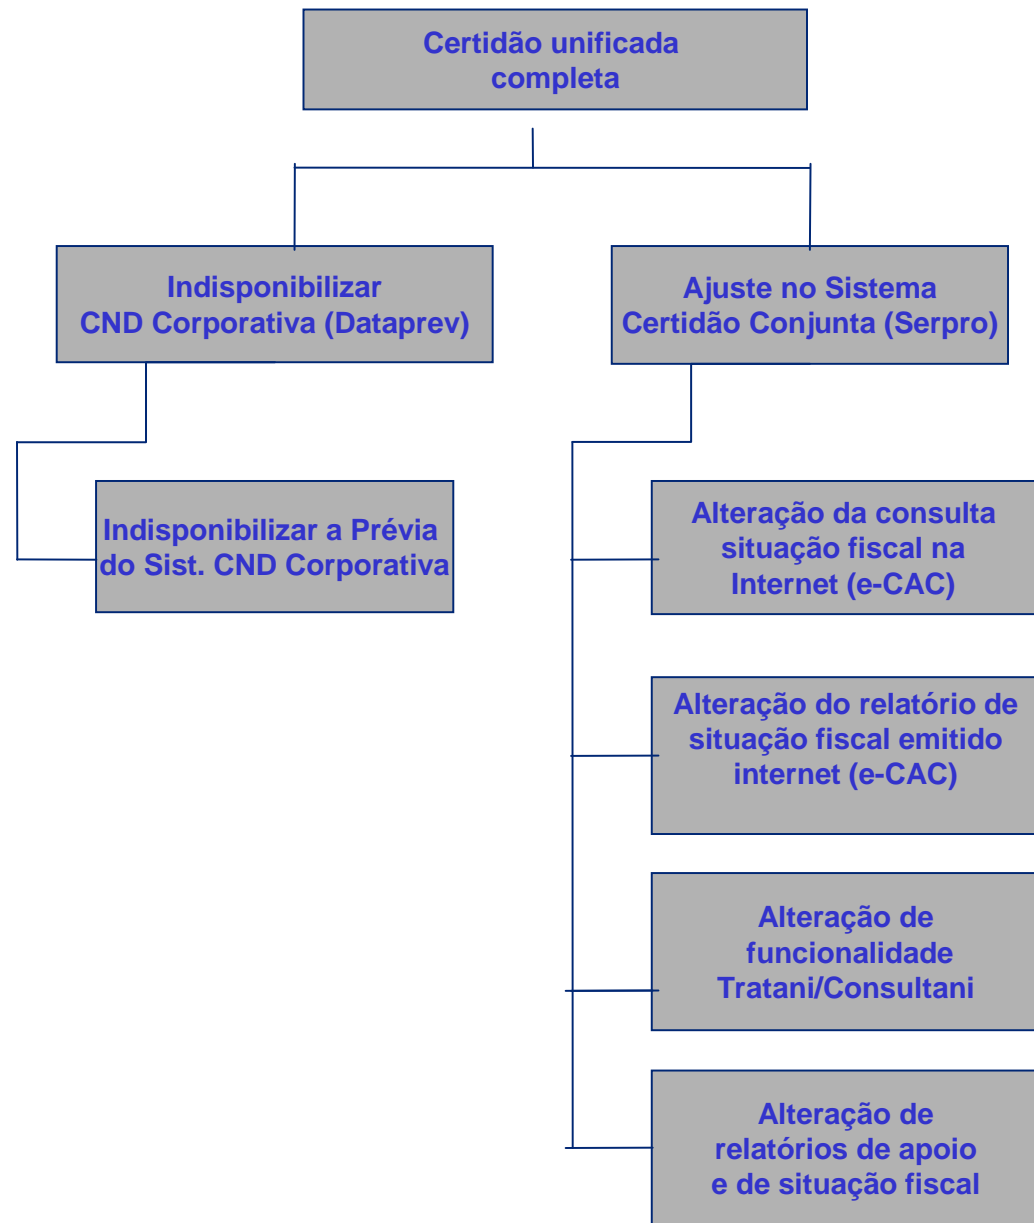 Certidão unificada
completa
Indisponibilizar
CND Corporativa (Dataprev)
Ajuste no Sistema
Certidão Conjunta (Serpro)
Indisponibilizar a Prévia
do Sist. CND Corporativa
Alteração da consulta
situação fiscal na
Internet (e-CAC)
Alteração do relatório de
situação fiscal emitido
internet (e-CAC)
Alteração de
funcionalidade
Tratani/Consultani
Alteração de
relatórios de apoio
e de situação fiscal